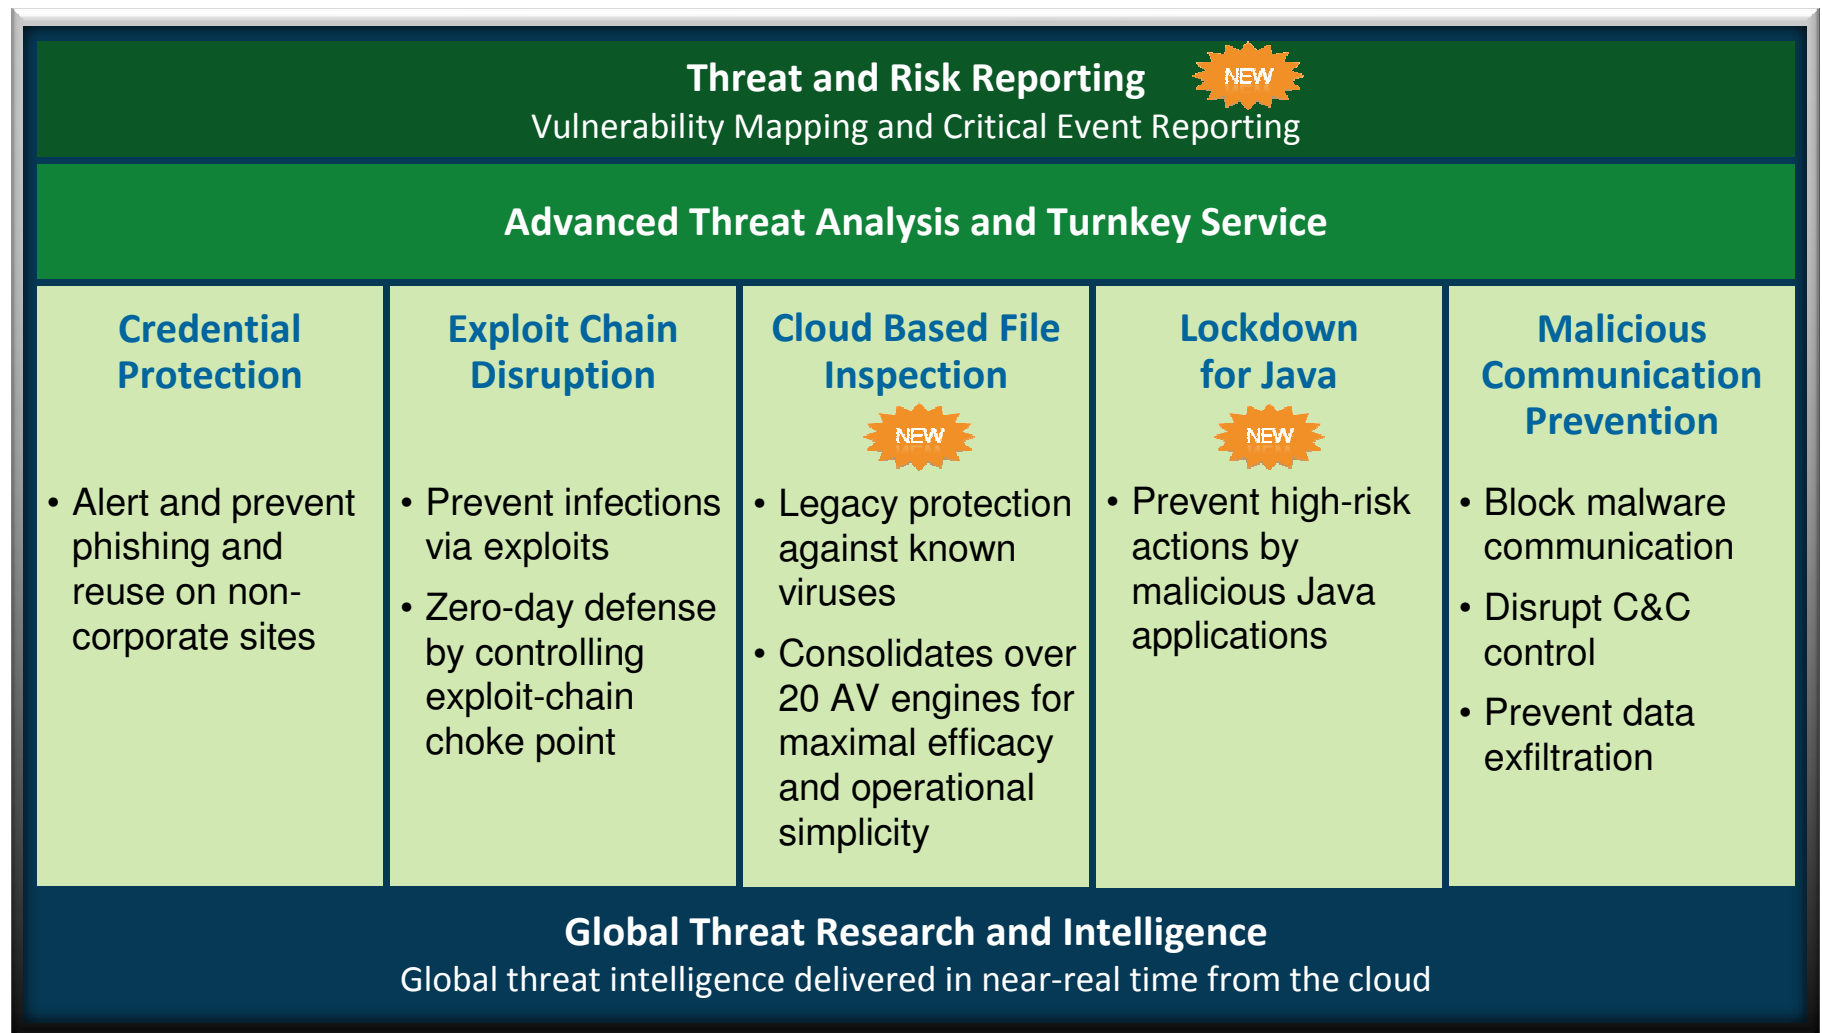 Threat and Risk Reporting NEW
Vulnerability Mapping and Critical Event Reporting
Advanced Threat Analysis and Turnkey Service
Credential
Protection
• Alert and prevent
phishing and
reuse on non-
corporate sites
Exploit Chain
Disruption
• Prevent infections
via exploits
• Zero-day defense
by controlling
exploit-chain
choke point
Cloud Based File
Inspection
NEW
• Legacy protection
against known
viruses
• Consolidates over
20 AV engines for
maximal efficacy
and operational
simplicity
Lockdown
for Java
NEW
• Prevent high-risk
actions by
malicious Java
applications
Malicious
Communication
Prevention
• Block malware
communication
• Disrupt C&C
control
• Prevent data
exfiltration
Global Threat Research and Intelligence
Global threat intelligence delivered in near-real time from the cloud